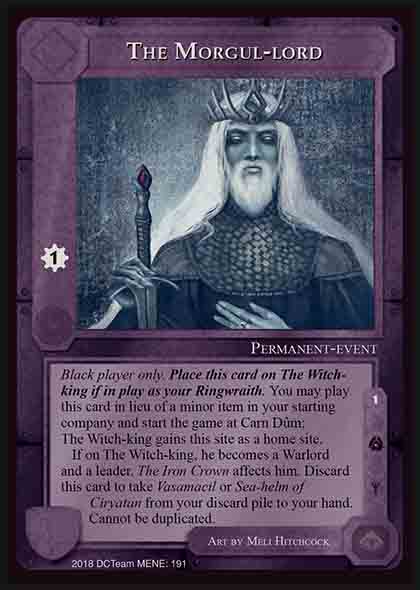 The Morgul-lord
1
Permanent-event
Black player only. Place this card on The Witch-
king if in play as your Ringwraith. You may play
this card in lieu of a minor item in your starting
company and start the game at Carn Dûm;
The Witch-king gains this site as a home site.
If on The Witch-king, he becomes a Warlord
and a leader. The Iron Crown affects him. Discard
this card to take Vasamacil or Sea-helm of
Ciryatan from your discard pile to your hand.
Cannot be duplicated.
1
Art by Meli Hitchcock
2018 DCTeam MENE: 191